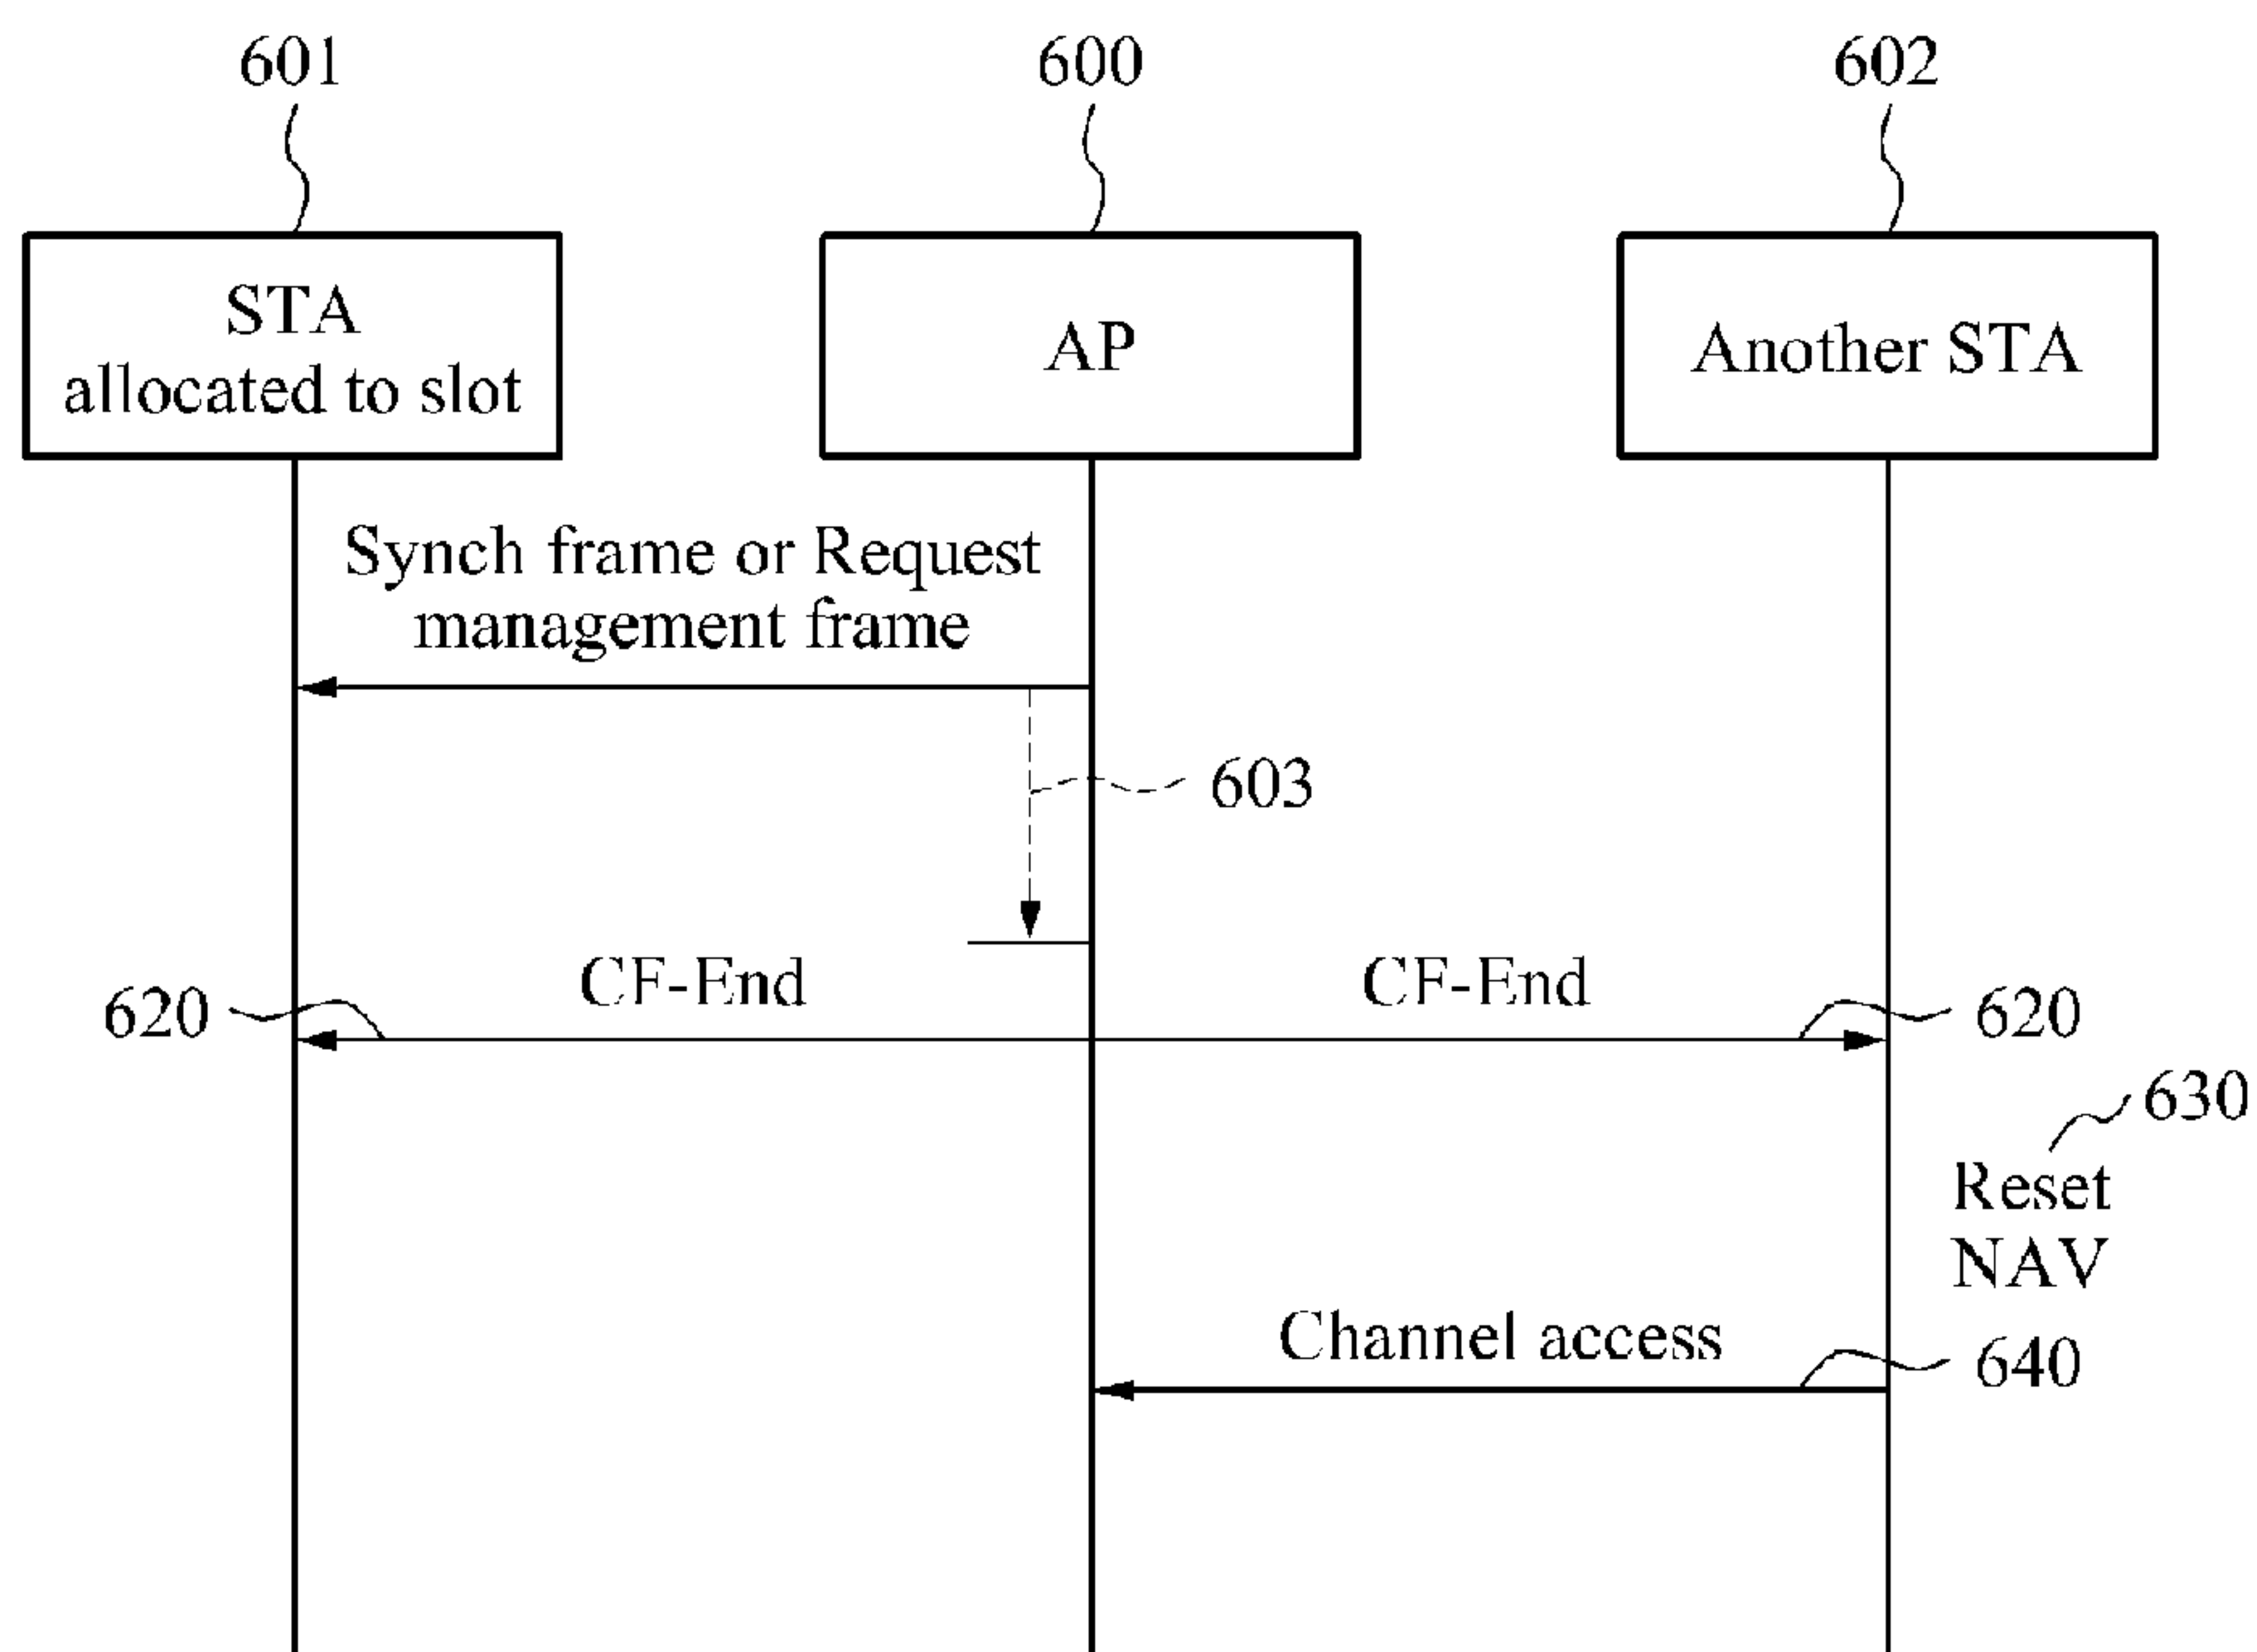 601
600
602
STA
allocated to slot
AP
Another STA
Synch frame or Request
management frame
603
CF-End
CF-End
620
620
630
Reset
NAV
Channel access
640